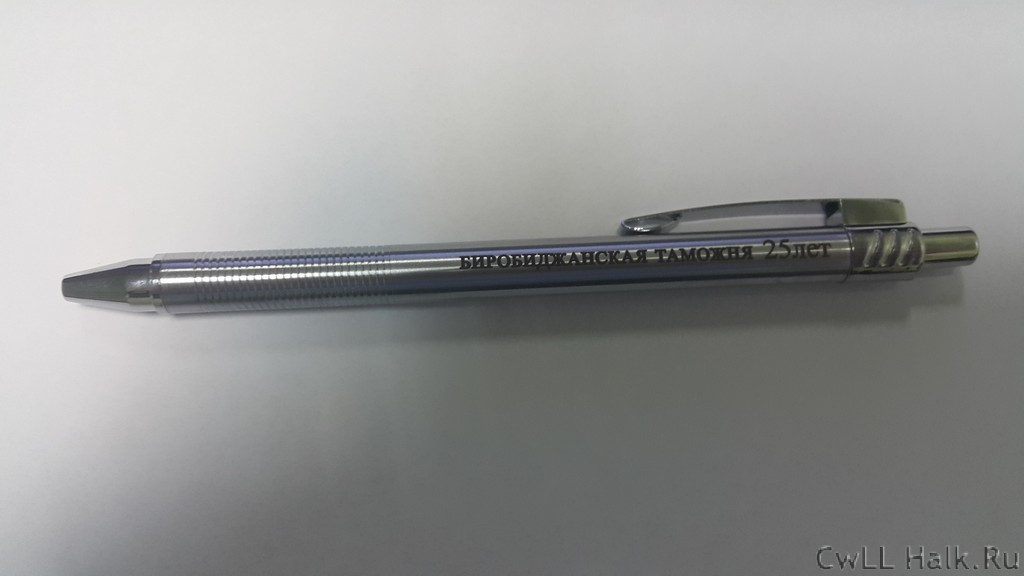 БИРОБИДЖАНСКАЯ ТАМОЖНЯ 25лет
CwLL Halk.Ru